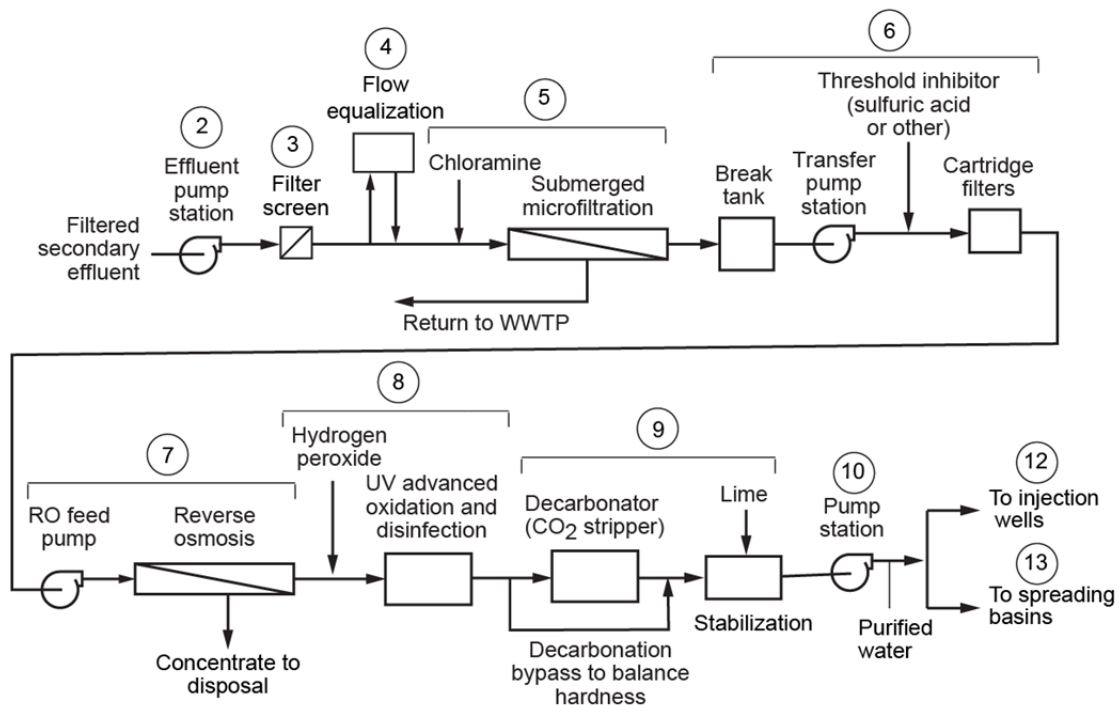 2
Effluent
pump
station
Filtered
secondary
effluent
3
Filter
screen
4
Flow
equalization
5
Chloramine
Submerged
microfiltration
Return to WWTP
6
Break
tank
Transfer
pump
station
Threshold inhibitor
(sulfuric acid
or other)
Cartridge
filters
7
RO feed
pump
Reverse
osmosis
Concentrate to
disposal
8
Hydrogen
peroxide
UV advanced
oxidation and
disinfection
9
Decarbonator
(CO2 stripper)
Decarbonation
bypass to balance
hardness
Lime
Stabilization
10
Pump
station
Purified
water
12
To injection
wells
13
To spreading
basins